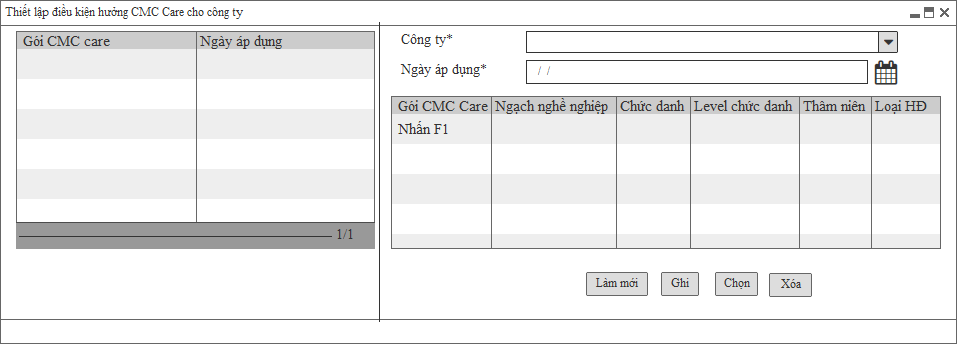 Thiết lập điều kiện hưởng CMC Care cho công ty
Gói CMC care Ngày áp dụng
1/1
Công ty*
Ngày áp dụng* / /
Gói CMC Care Ngạch nghề nghiệp Chức danh Level chức danh Thâm niên Loại HĐ
Nhấn F1
Làm mới Ghi Chọn Xóa